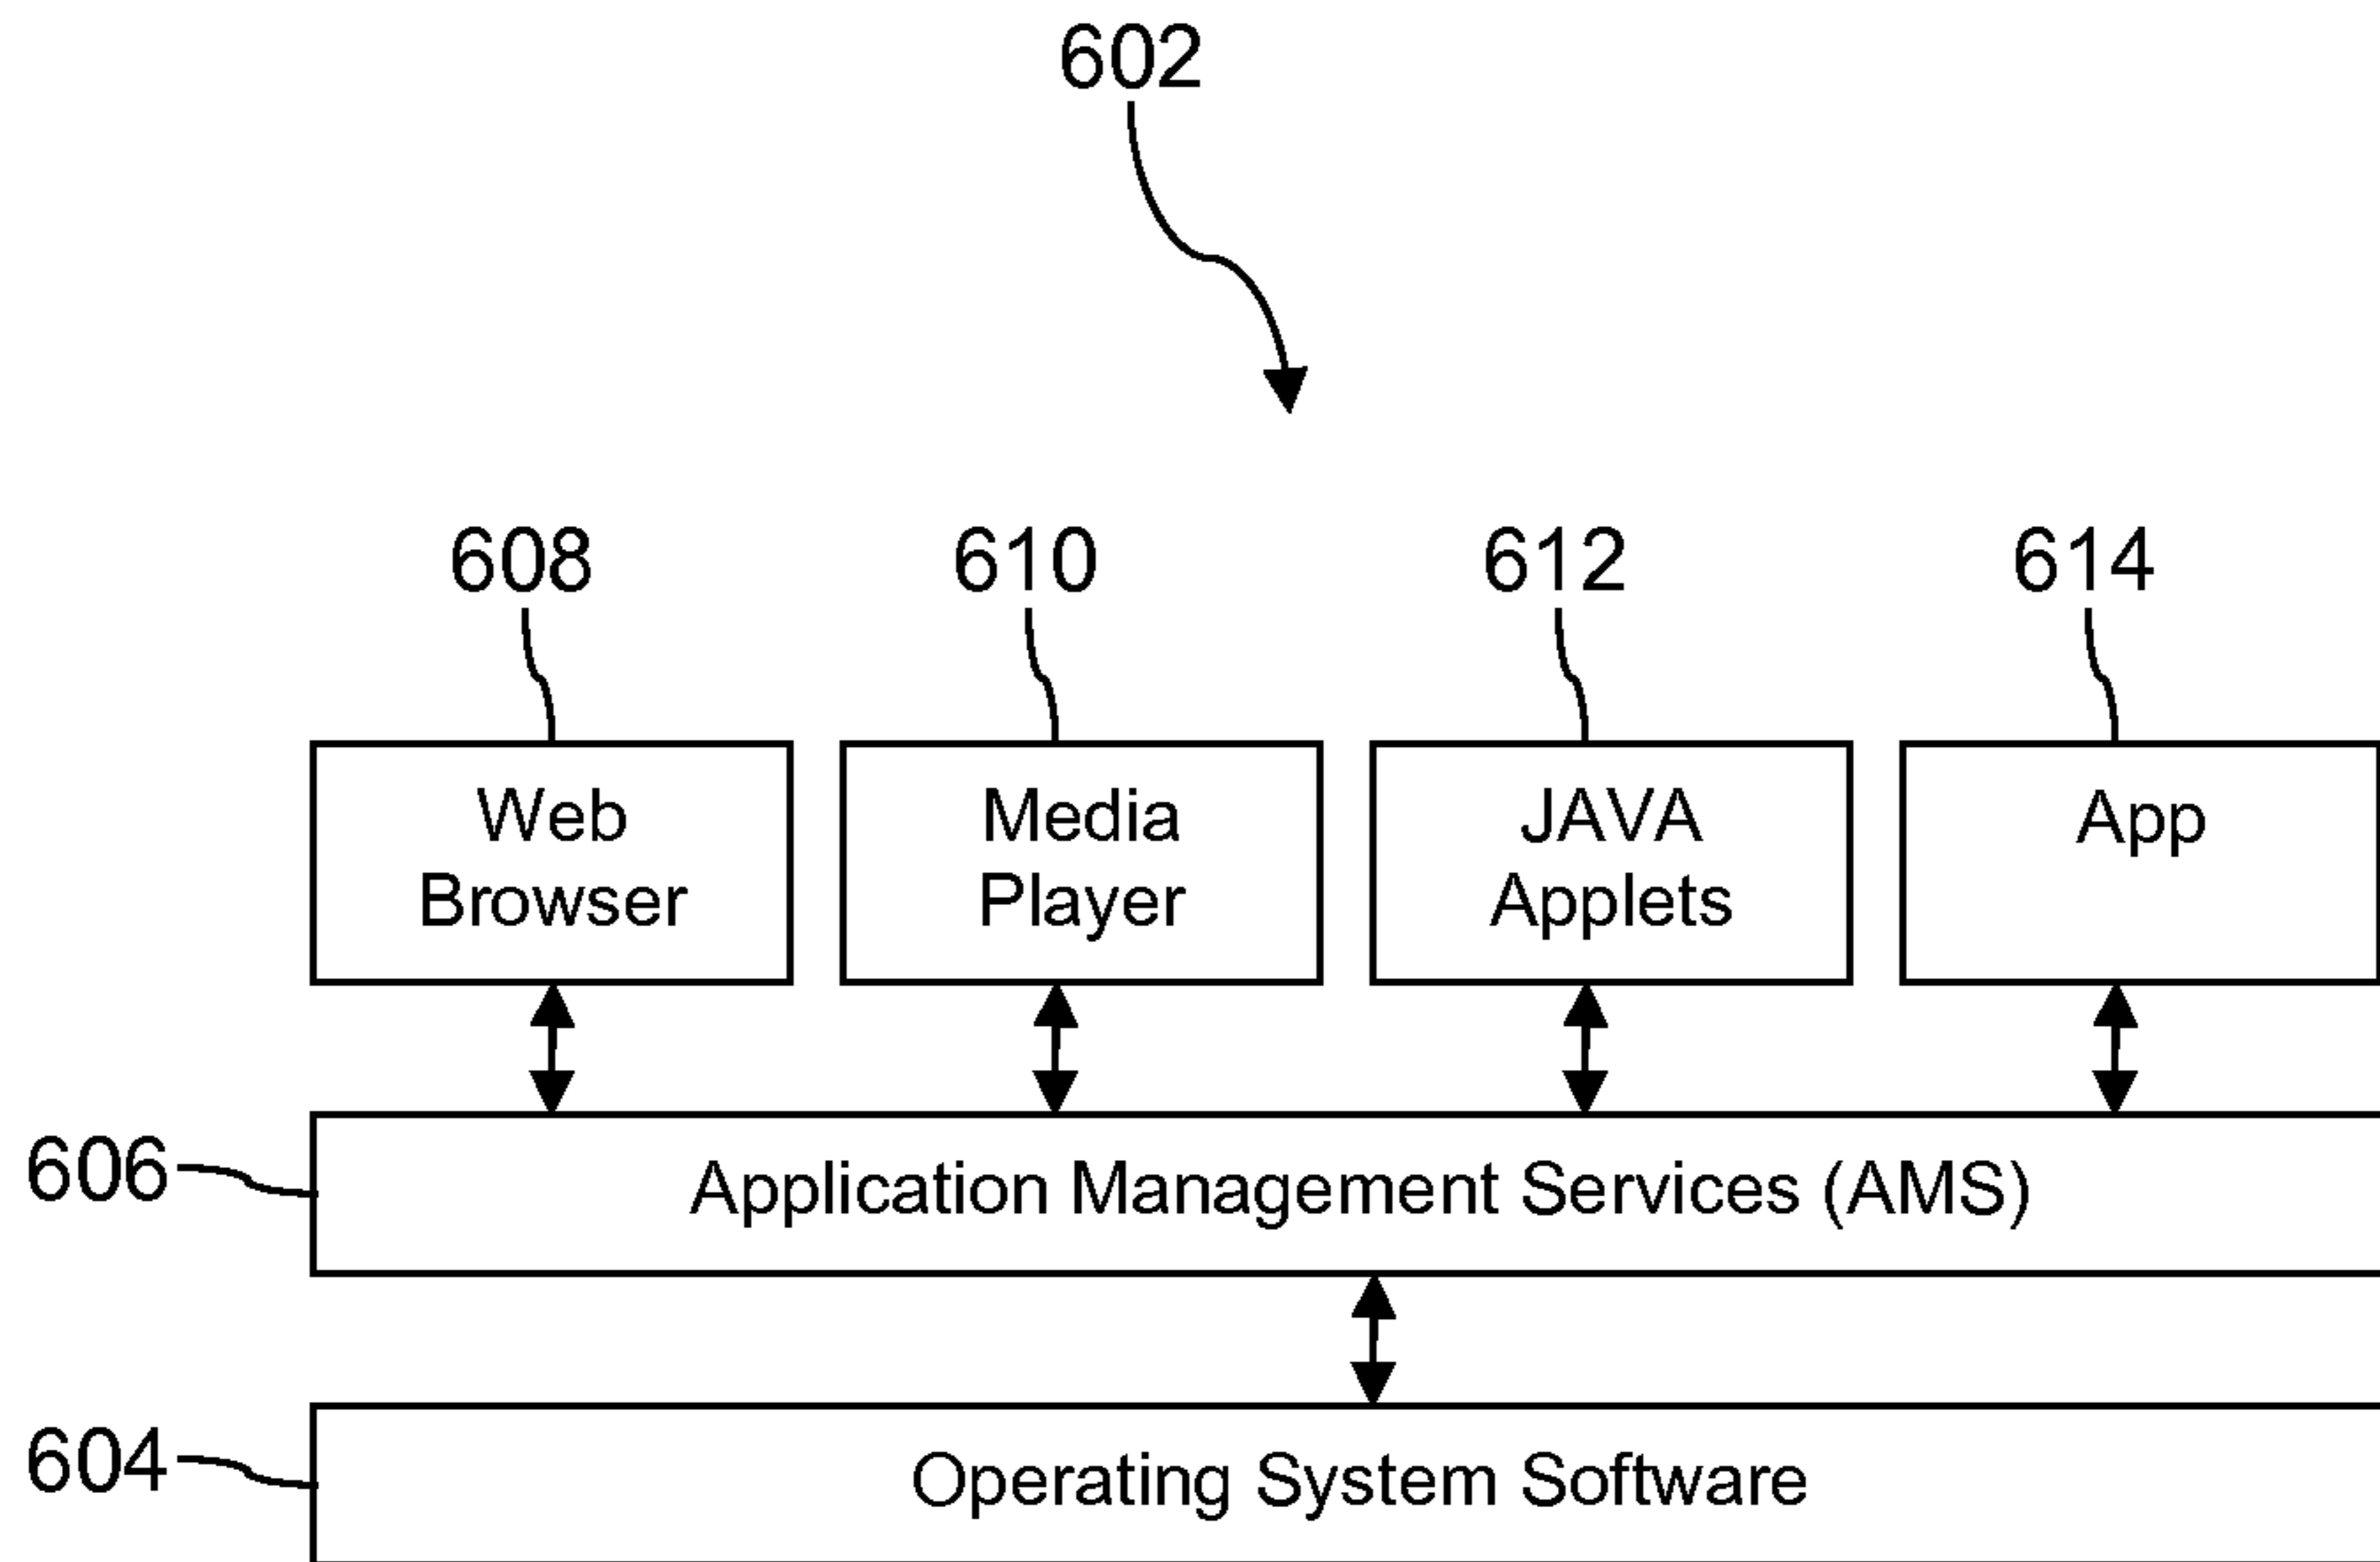 602
608
610
612
614
Web
Browser
Media
Player
JAVA
Applets
App
606
Application Management Services (AMS)
604
Operating System Software